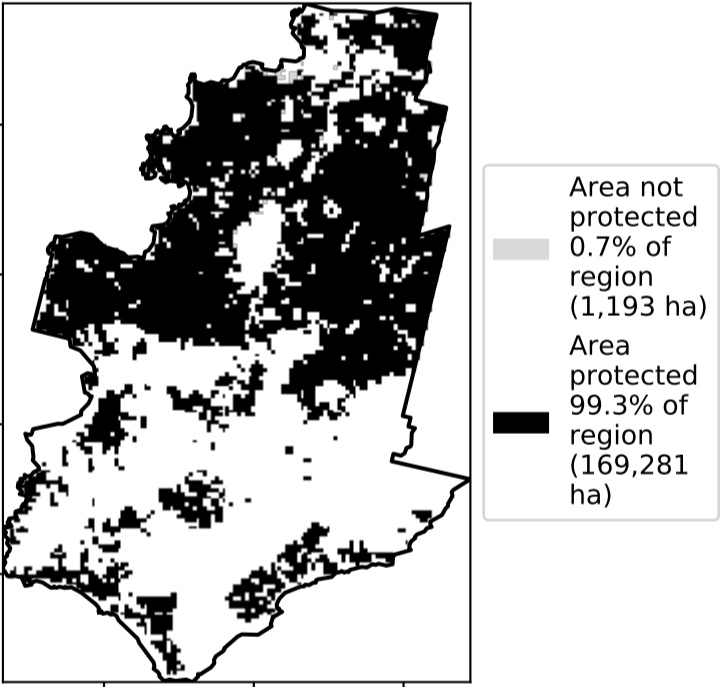 Area not
protected
0.7% of
region
(1,193 ha)
Area
protected
99.3% of
region
(169,281
ha)